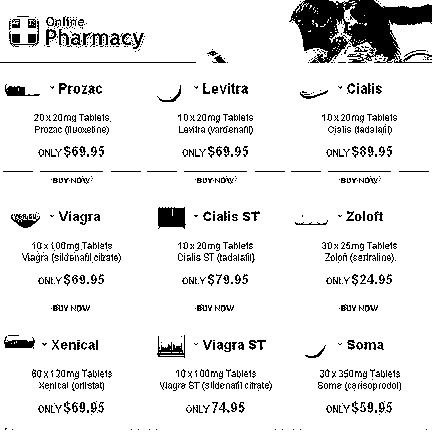 Online
Pharmacy
Prozac
Levitra
Cialis
20 x 20mg Tablets
Prozac (fluoxetine)
10 x 20mg Tablets
Levitra (vardenafil)
10 x 20mg Tablets
Cialis (tadalafil)
ONLY $69.95
ONLY $69.95
ONLY $89.95
BUY NOW
BUY NOW
BUY NOW
Viagra
Cialis ST
Zoloft
10 x 100mg Tablets
Viagra (sildenafil citrate)
10 x 20mg Tablets
Cialis ST (tadalafil)
30 x 25mg Tablets
Zoloft (sertraline)
ONLY $69.95
ONLY $79.95
ONLY $24.95
BUY NOW
BUY NOW
BUY NOW
Xenical
Viagra ST
Soma
60 x 120mg Tablets
Xenical (orlistat)
10 x 100mg Tablets
Viagra ST (sildenafil citrate)
30 x 350mg Tablets
Soma (carisoprodol)
ONLY $69.95
ONLY 74.95
ONLY $59.95